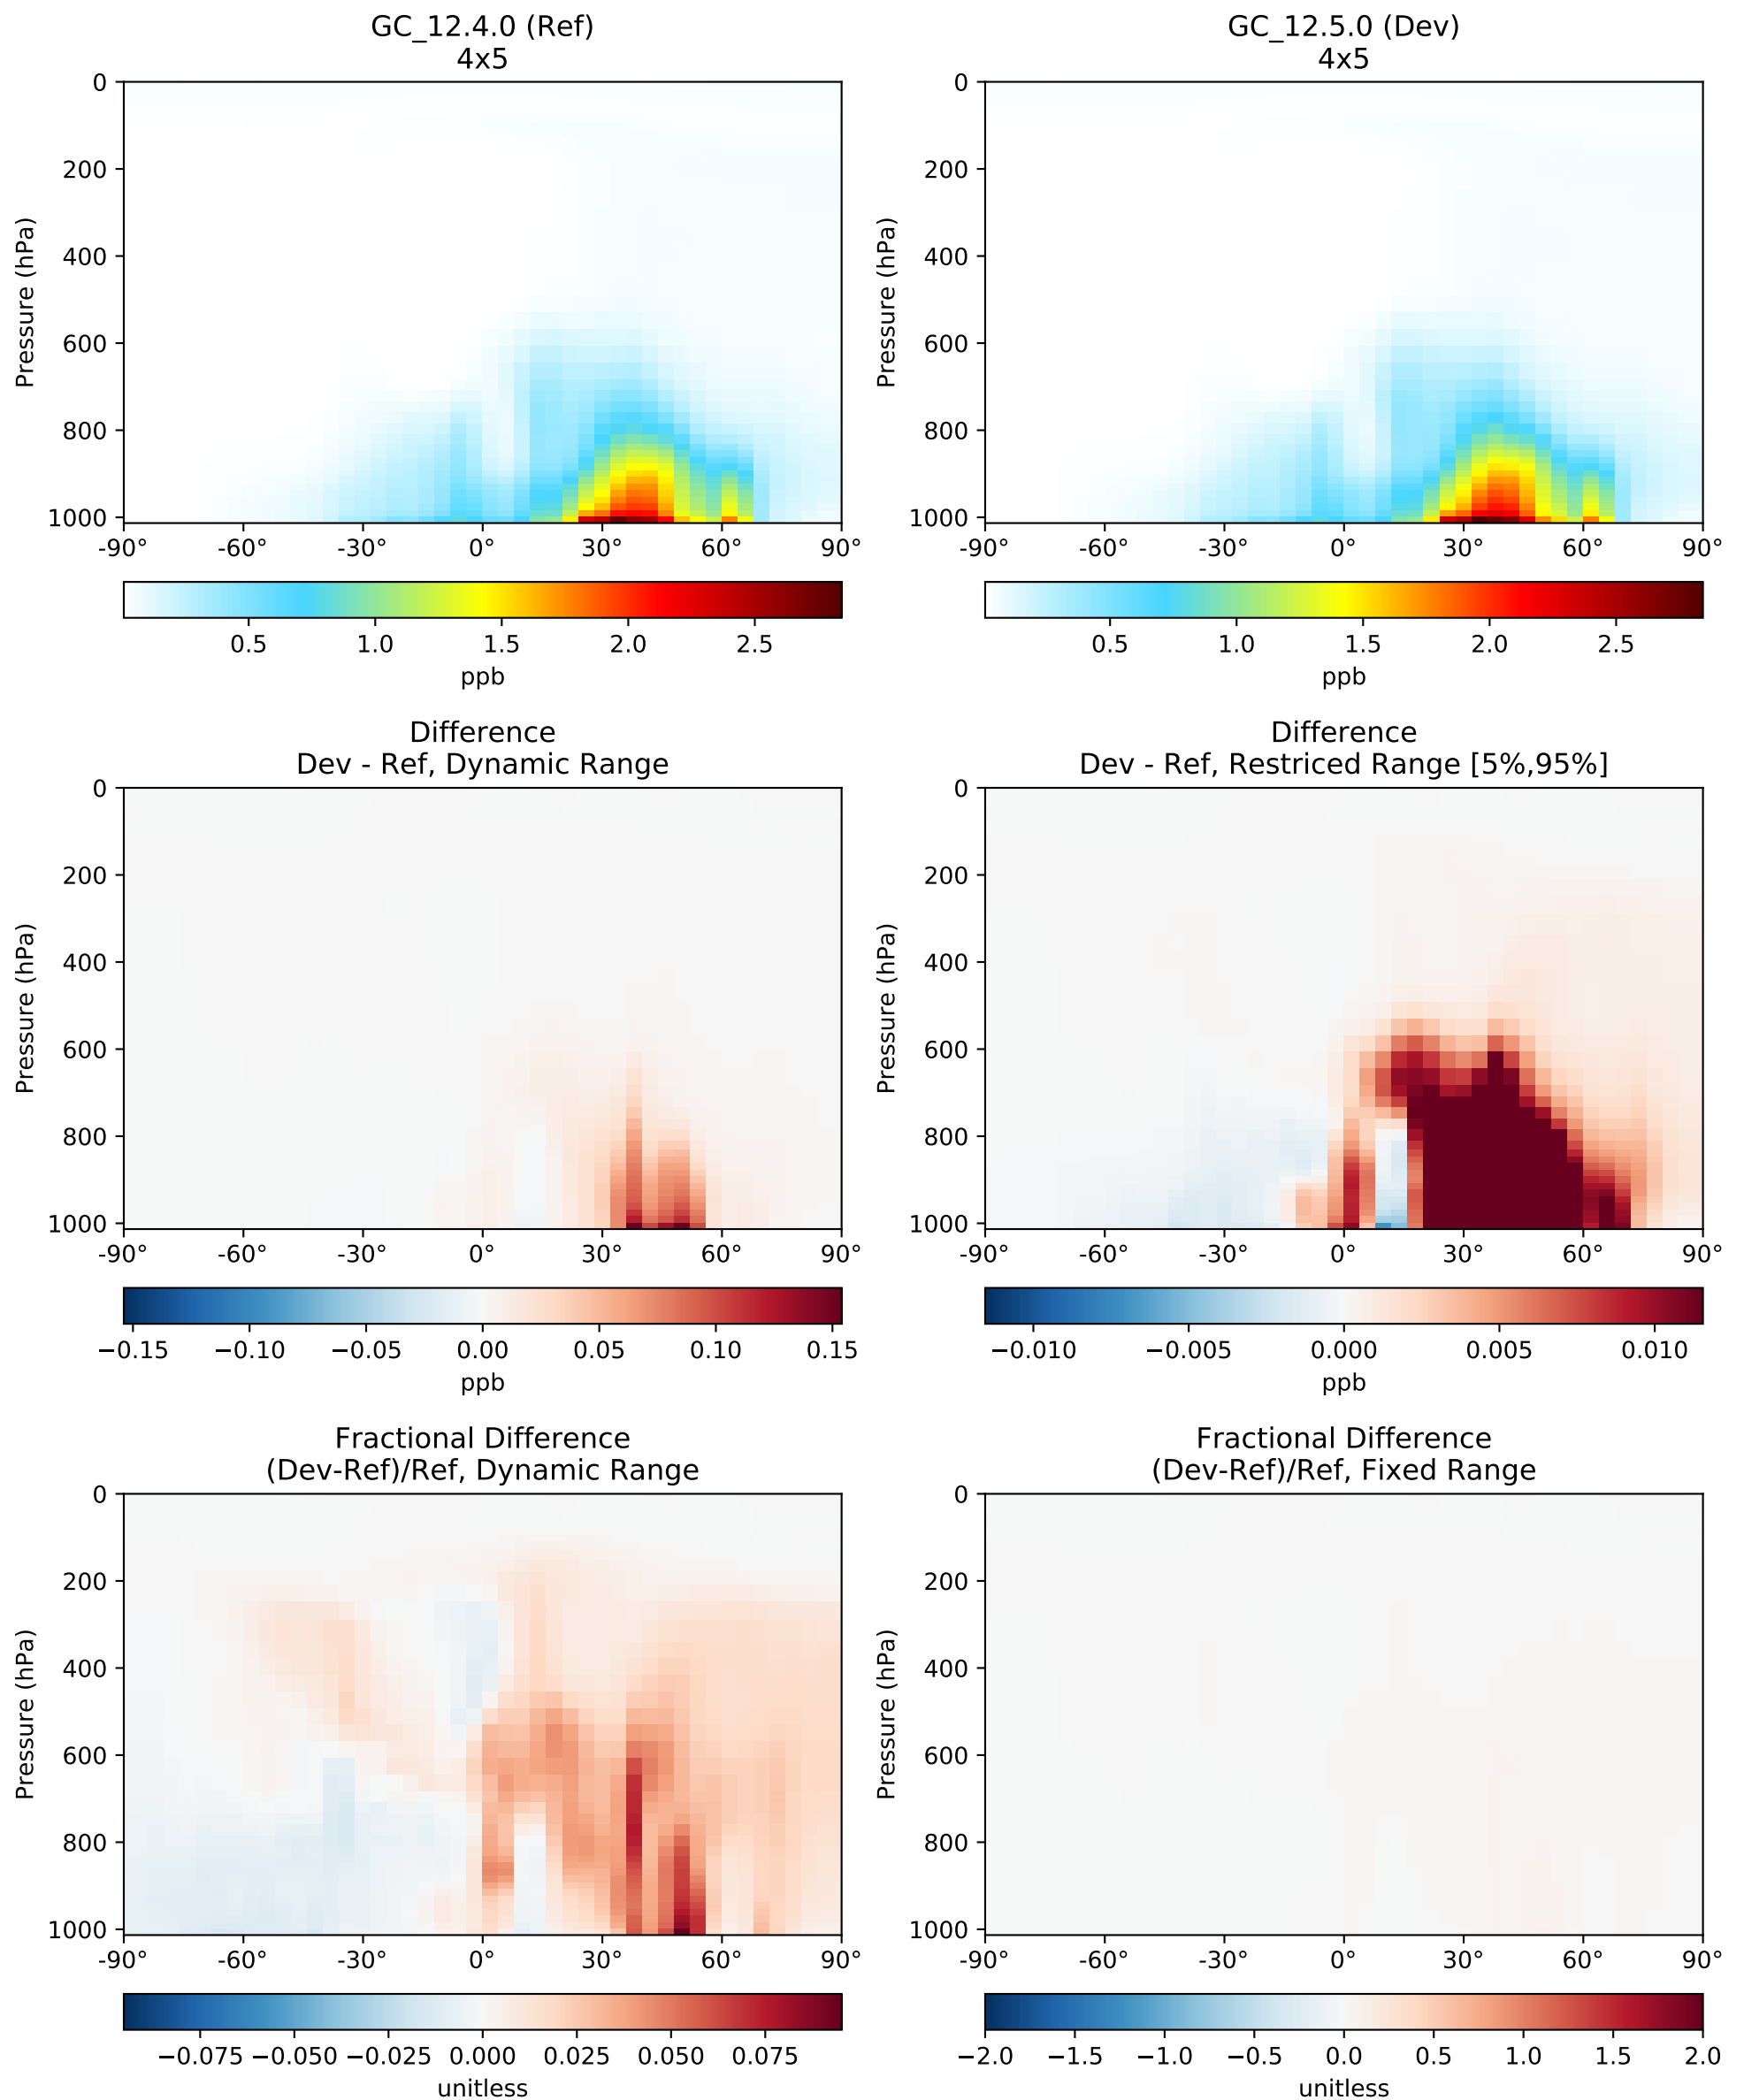 GC_12.4.0 (Ref)
4x5
GC_12.5.0 (Dev)
4x5
Pressure (hPa)
0
200
400
600
800
1000
-90° -60° -30° 0° 30° 60° 90°
0.5 1.0 1.5 2.0 2.5
ppb
Pressure (hPa)
0
200
400
600
800
1000
-90° -60° -30° 0° 30° 60° 90°
0.5 1.0 1.5 2.0 2.5
ppb
Difference
Dev - Ref, Dynamic Range
Pressure (hPa)
0
200
400
600
800
1000
-90° -60° -30° 0° 30° 60° 90°
−0.15 −0.10 −0.05 0.00 0.05 0.10 0.15
ppb
Difference
Dev - Ref, Restriced Range [5%,95%]
Pressure (hPa)
0
200
400
600
800
1000
-90° -60° -30° 0° 30° 60° 90°
−0.010 −0.005 0.000 0.005 0.010
ppb
Fractional Difference
(Dev-Ref)/Ref, Dynamic Range
Pressure (hPa)
0
200
400
600
800
1000
-90° -60° -30° 0° 30° 60° 90°
−0.075 −0.050 −0.025 0.000 0.025 0.050 0.075
unitless
Fractional Difference
(Dev-Ref)/Ref, Fixed Range
Pressure (hPa)
0
200
400
600
800
1000
-90° -60° -30° 0° 30° 60° 90°
−2.0 −1.5 −1.0 −0.5 0.0 0.5 1.0 1.5 2.0
unitless